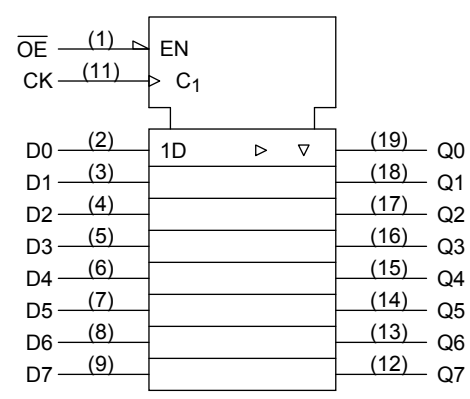 O̅E̅ (1) EN
CK (11) C1
D0 (2) 1D (19) Q0
D1 (3) (18) Q1
D2 (4) (17) Q2
D3 (5) (16) Q3
D4 (6) (15) Q4
D5 (7) (14) Q5
D6 (8) (13) Q6
D7 (9) (12) Q7